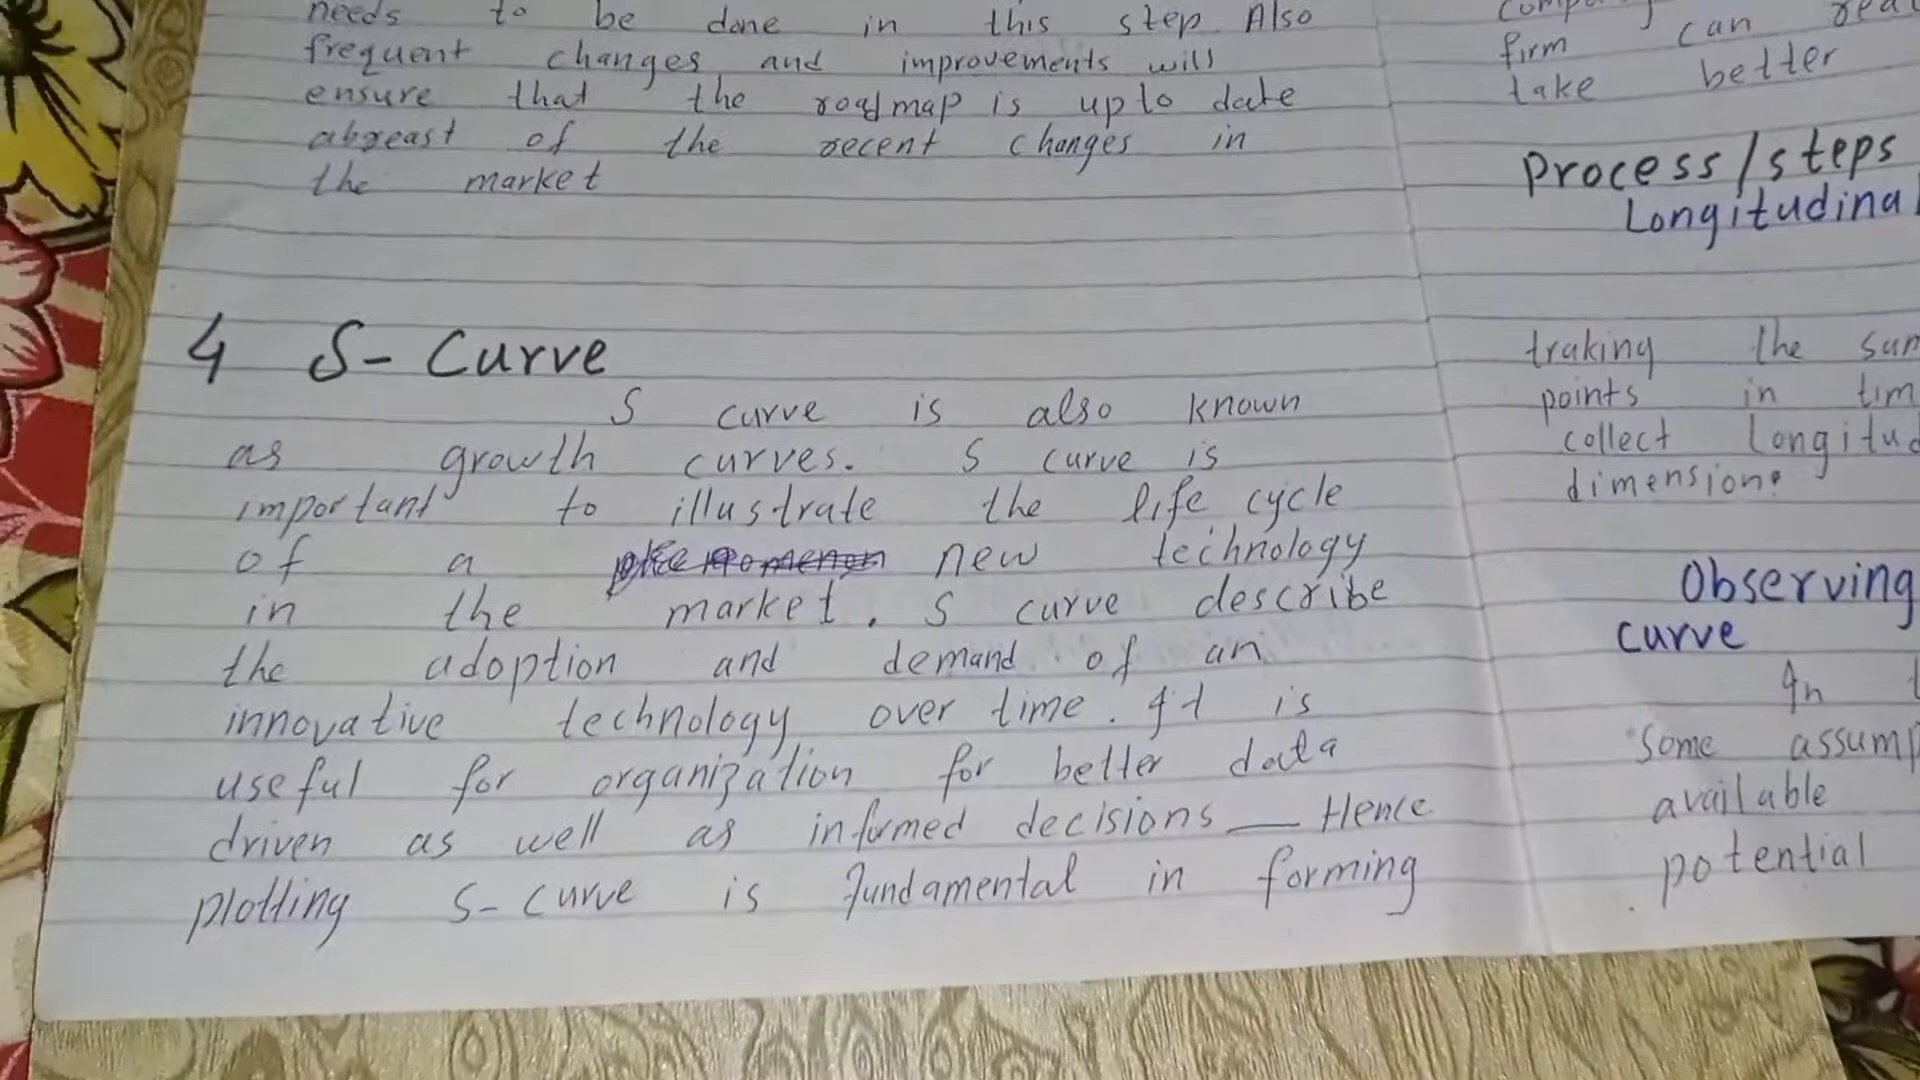 needs to be done in this step Also
frequent changes and improvements will
ensure that the roadmap is upto date
abreast of the recent changes in
the market
4 S- Curve
S curve is also known
as growth curves. S curve is
important to illustrate the life cycle
of a new technology
in the market. S curve describe
the adoption and demand of an
innovative technology over time. It is
useful for organization for better data
driven as well as informed decisions — Hence
plotting S-curve is fundamental in forming
can
firm
take better
Process/steps
Longitudinal
traking the
points in
collect
dimension:
Observing
curve
In
Some
available
potential